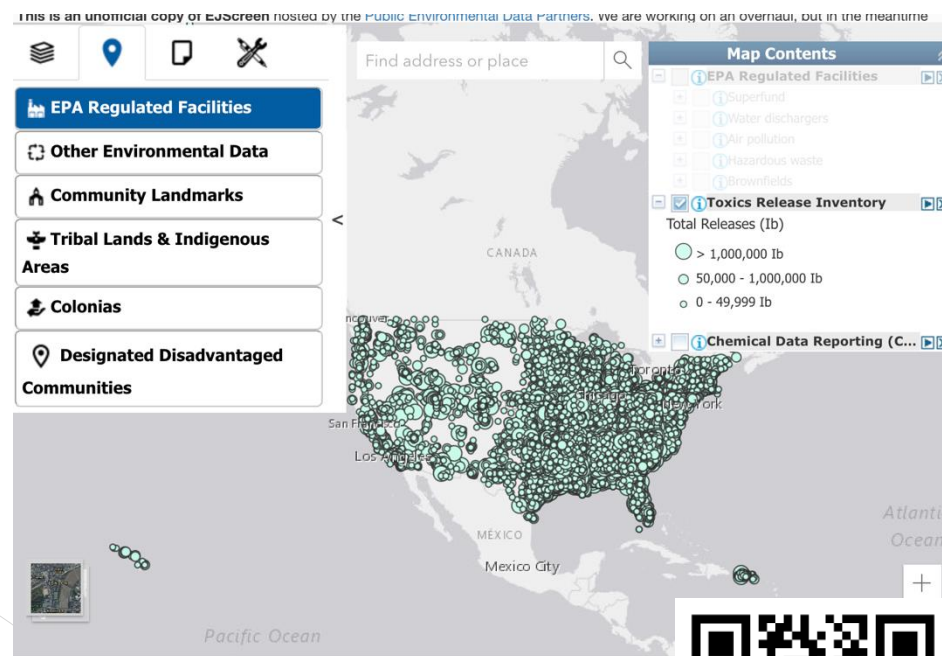 This is an unofficial copy of EJScreen hosted by the Public Environmental Data Partners. We are working on an overhaul, but in the meantime
EPA Regulated Facilities
Other Environmental Data
Community Landmarks
Tribal Lands & Indigenous
Areas
Colonias
Designated Disadvantaged
Communities
<
Find address or place
Map Contents
EPA Regulated Facilities
Superfund
Water dischargers
Air pollution
Hazardous waste
Brownfields
Toxics Release Inventory
Total Releases (lb)
> 1,000,000 lb
50,000 - 1,000,000 lb
0 - 49,999 lb
Chemical Data Reporting (C...
CANADA
Toronto
Chicago
New York
San Francisco
Los Angeles
MÉXICO
Mexico City
Ocean
Pacific Ocean
+